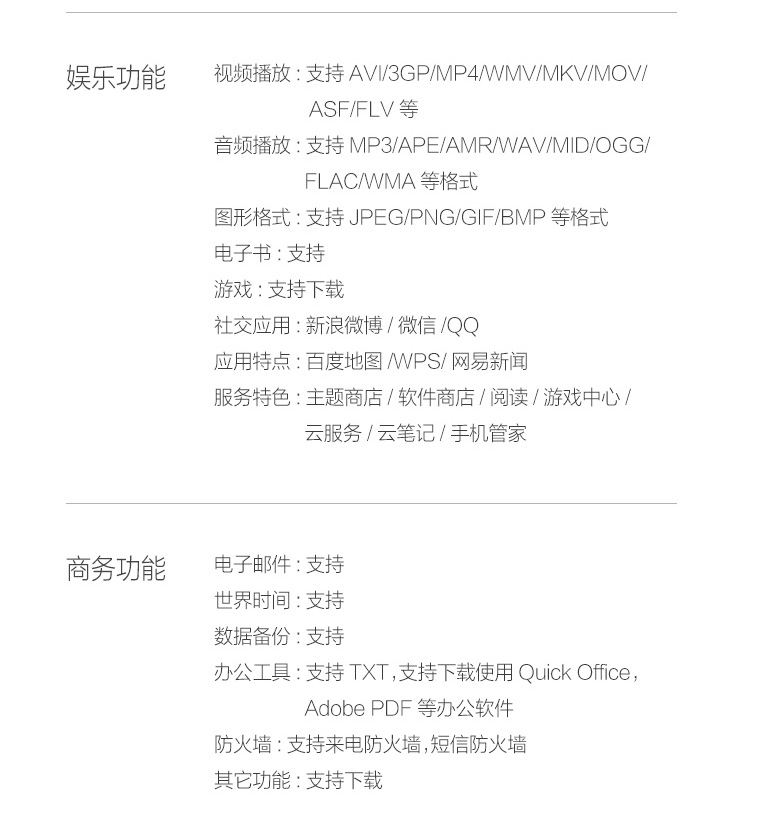 娱乐功能
视频播放 : 支持 AVI/3GP/MP4/WMV/MKV/MOV/
ASF/FLV 等
音频播放 : 支持 MP3/APE/AMR/WAV/MID/OGG/
FLAC/WMA 等格式
图形格式 : 支持 JPEG/PNG/GIF/BMP 等格式
电子书 : 支持
游戏 : 支持下载
社交应用 : 新浪微博 / 微信 /QQ
应用特点 : 百度地图 /WPS/ 网易新闻
服务特色 : 主题商店 / 软件商店 / 阅读 / 游戏中心 /
云服务 / 云笔记 / 手机管家
商务功能
电子邮件 : 支持
世界时间 : 支持
数据备份 : 支持
办公工具 : 支持 TXT ,支持下载使用 Quick Office ,
Adobe PDF 等办公软件
防火墙 : 支持来电防火墙 ,短信防火墙
其它功能 : 支持下载